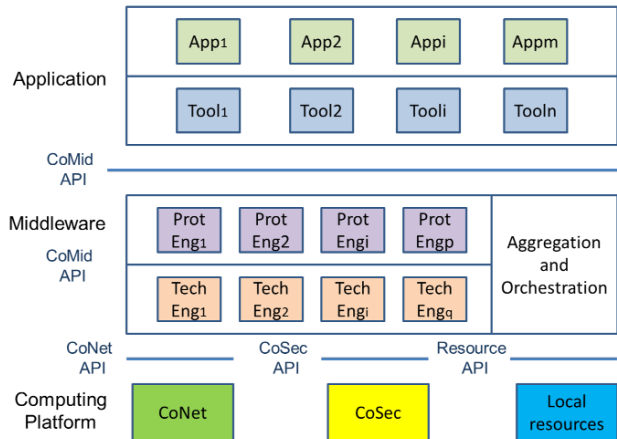 App1 App2 Appi Appm
Application
Tool1 Tool2 Tooli Tooln
CoMid
API
Middleware
CoMid
API
Prot
Eng1
Prot
Eng2
Prot
Engi
Prot
Engp
Tech
Eng1
Tech
Eng2
Tech
Engi
Tech
Engq
Aggregation
and
Orchestration
CoNet
API
CoSec
API
Resource
API
Computing
Platform
CoNet
CoSec
Local
resources